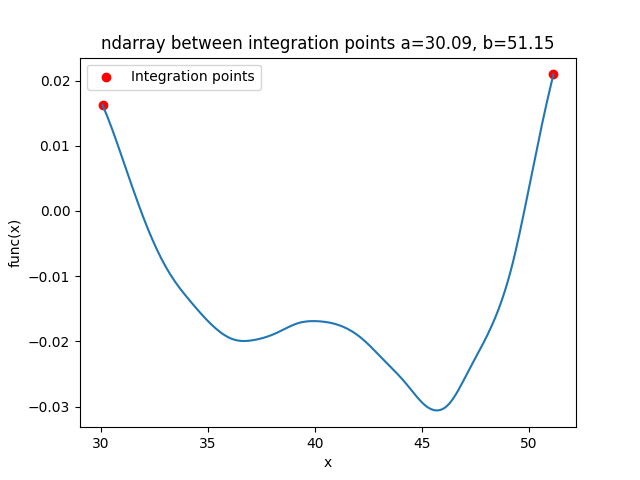 ndarray between integration points a=30.09, b=51.15
Integration points
0.02
0.01
0.00
−0.01
−0.02
−0.03
func(x)
30 35 40 45 50
x